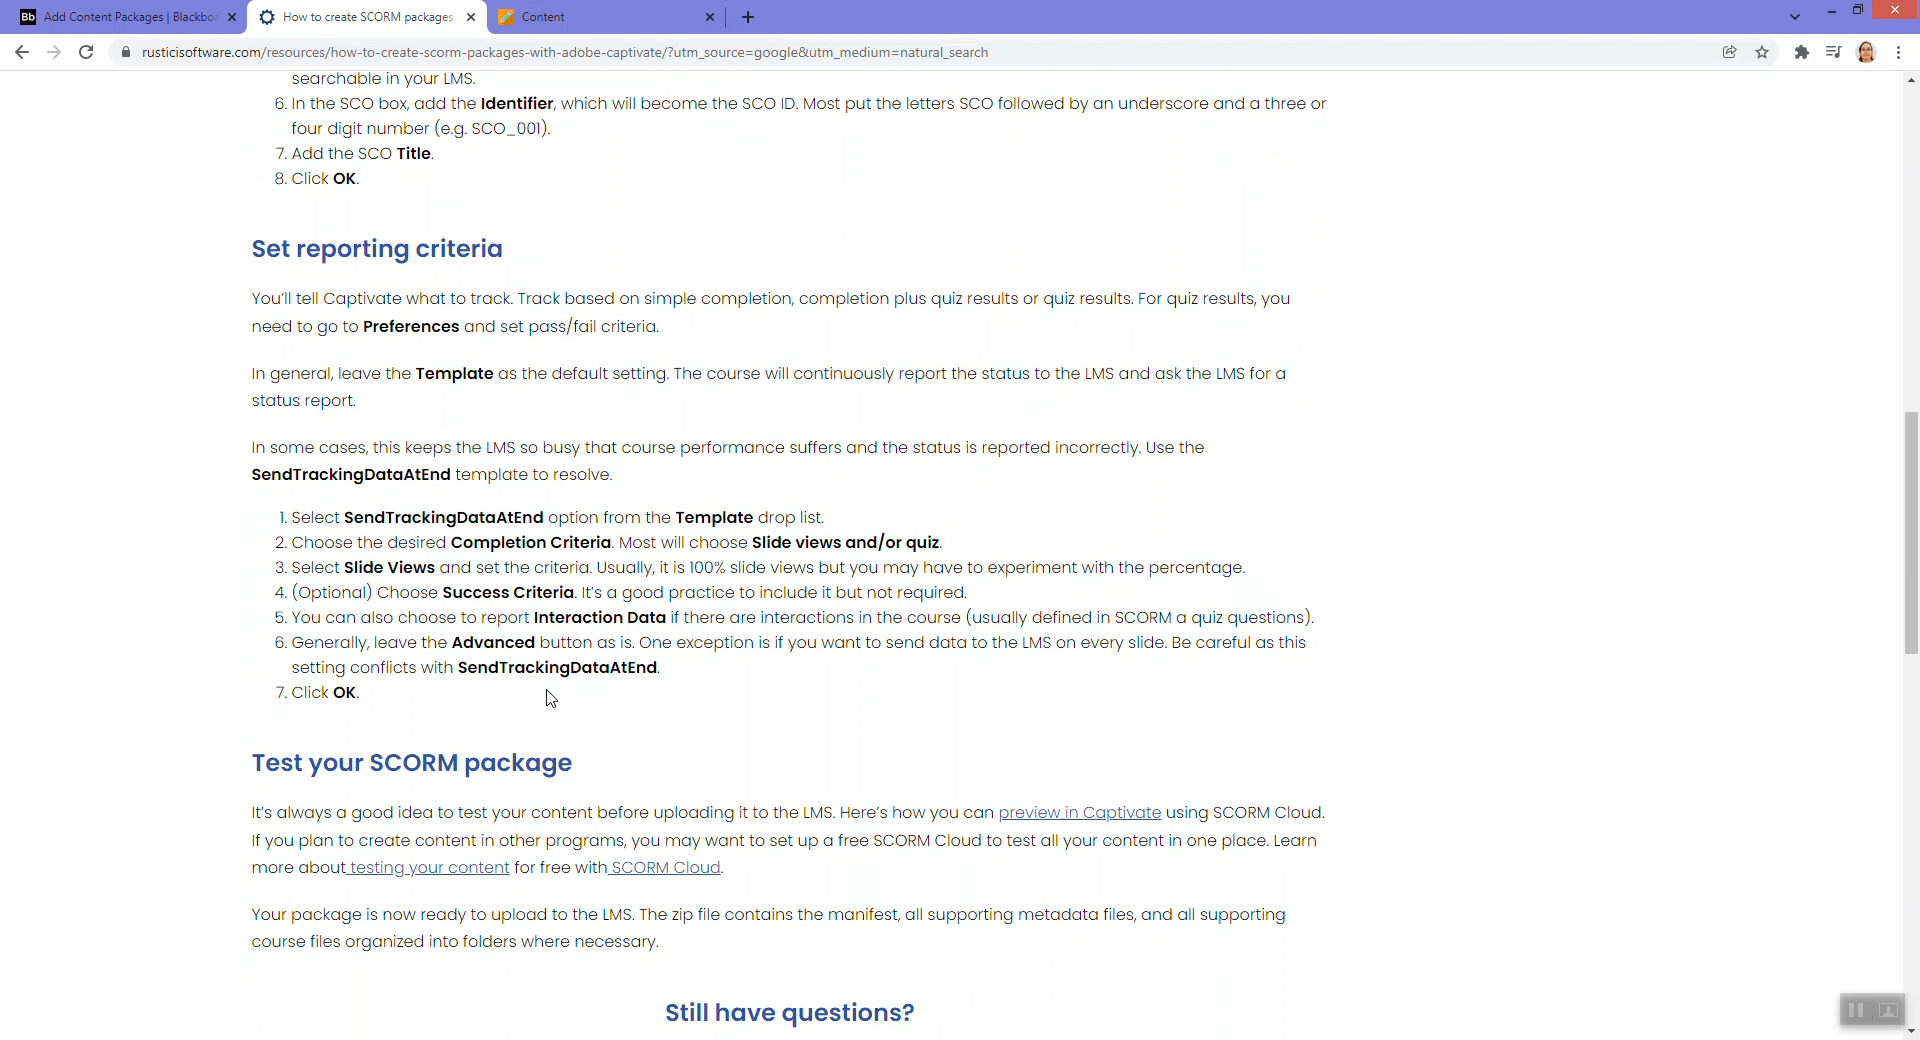 Add Content Packages | Blackbo
How to create SCORM packages
Content
rusticisoftware.com/resources/how-to-create-scorm-packages-with-adobe-captivate/?utm_source=google&utm_medium=natural_search
searchable in your LMS.
6. In the SCO box, add the Identifier, which will become the SCO ID. Most put the letters SCO followed by an underscore and a three or
four digit number (e.g. SCO_001).
7. Add the SCO Title.
8. Click OK.
Set reporting criteria
You'll tell Captivate what to track. Track based on simple completion, completion plus quiz results or quiz results. For quiz results, you
need to go to Preferences and set pass/fail criteria.
In general, leave the Template as the default setting. The course will continuously report the status to the LMS and ask the LMS for a
status report.
In some cases, this keeps the LMS so busy that course performance suffers and the status is reported incorrectly. Use the
SendTrackingDataAtEnd template to resolve.
1. Select SendTrackingDataAtEnd option from the Template drop list.
2. Choose the desired Completion Criteria. Most will choose Slide views and/or quiz.
3. Select Slide Views and set the criteria. Usually, it is 100% slide views but you may have to experiment with the percentage.
4. (Optional) Choose Success Criteria. It's a good practice to include it but not required.
5. You can also choose to report Interaction Data if there are interactions in the course (usually defined in SCORM a quiz questions).
6. Generally, leave the Advanced button as is. One exception is if you want to send data to the LMS on every slide. Be careful as this
setting conflicts with SendTrackingDataAtEnd.
7. Click OK.
Test your SCORM package
It's always a good idea to test your content before uploading it to the LMS. Here's how you can preview in Captivate using SCORM Cloud.
If you plan to create content in other programs, you may want to set up a free SCORM Cloud to test all your content in one place. Learn
more about testing your content for free with SCORM Cloud.
Your package is now ready to upload to the LMS. The zip file contains the manifest, all supporting metadata files, and all supporting
course files organized into folders where necessary.
Still have questions?